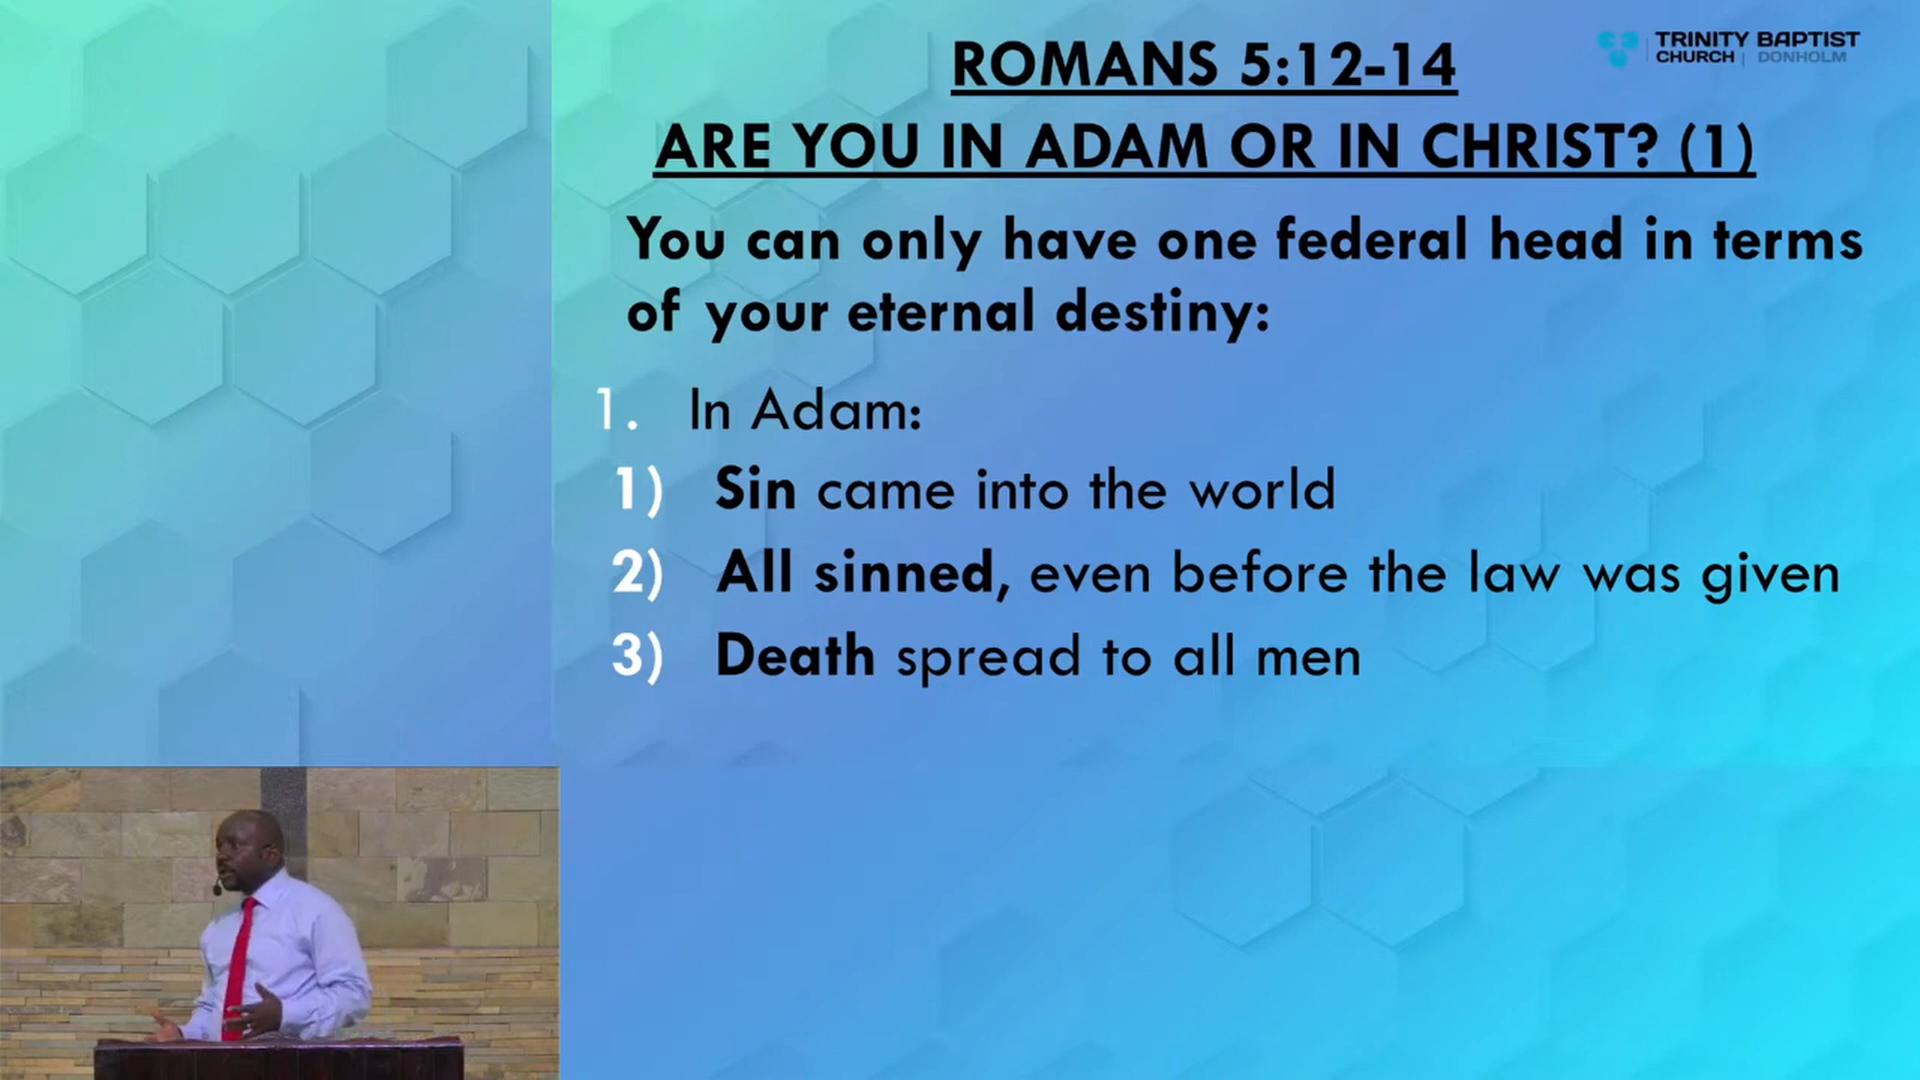 TRINITY BAPTIST
CHURCH | DONHOLM
ROMANS 5:12-14
ARE YOU IN ADAM OR IN CHRIST? (1)
You can only have one federal head in terms
of your eternal destiny:
1. In Adam:
1) Sin came into the world
2) All sinned, even before the law was given
3) Death spread to all men